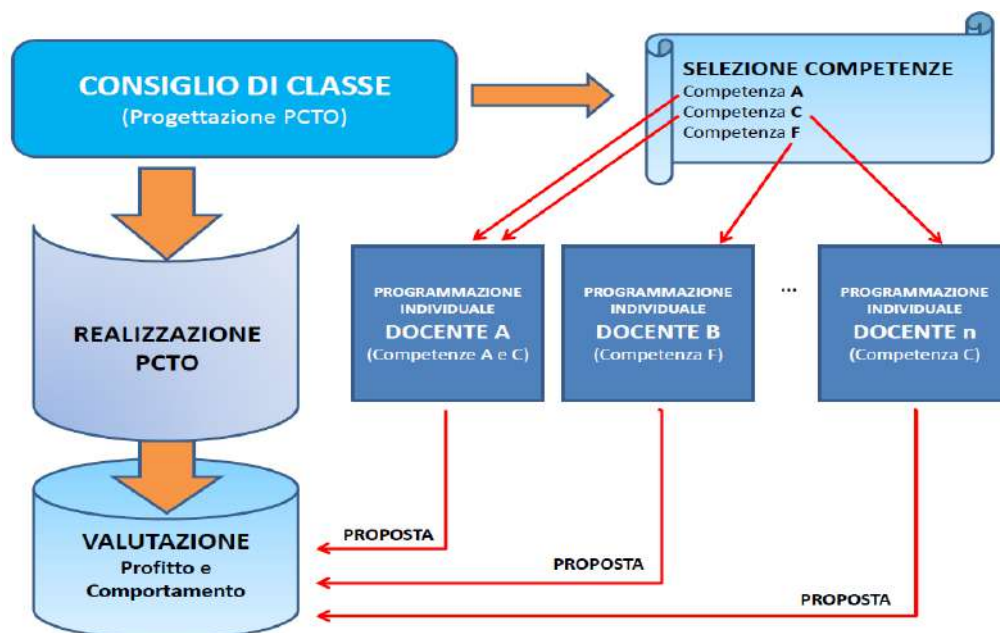 CONSIGLIO DI CLASSE
(Progettazione PCTO)
SELEZIONE COMPETENZE
Competenza A
Competenza C
Competenza F
REALIZZAZIONE
PCTO
PROGRAMMAZIONE
INDIVIDUALE
DOCENTE A
(Competenze A e C)
PROGRAMMAZIONE
INDIVIDUALE
DOCENTE B
(Competenza F)
...
PROGRAMMAZIONE
INDIVIDUALE
DOCENTE n
(Competenza C)
VALUTAZIONE
Profitto e
Comportamento
PROPOSTA
PROPOSTA
PROPOSTA